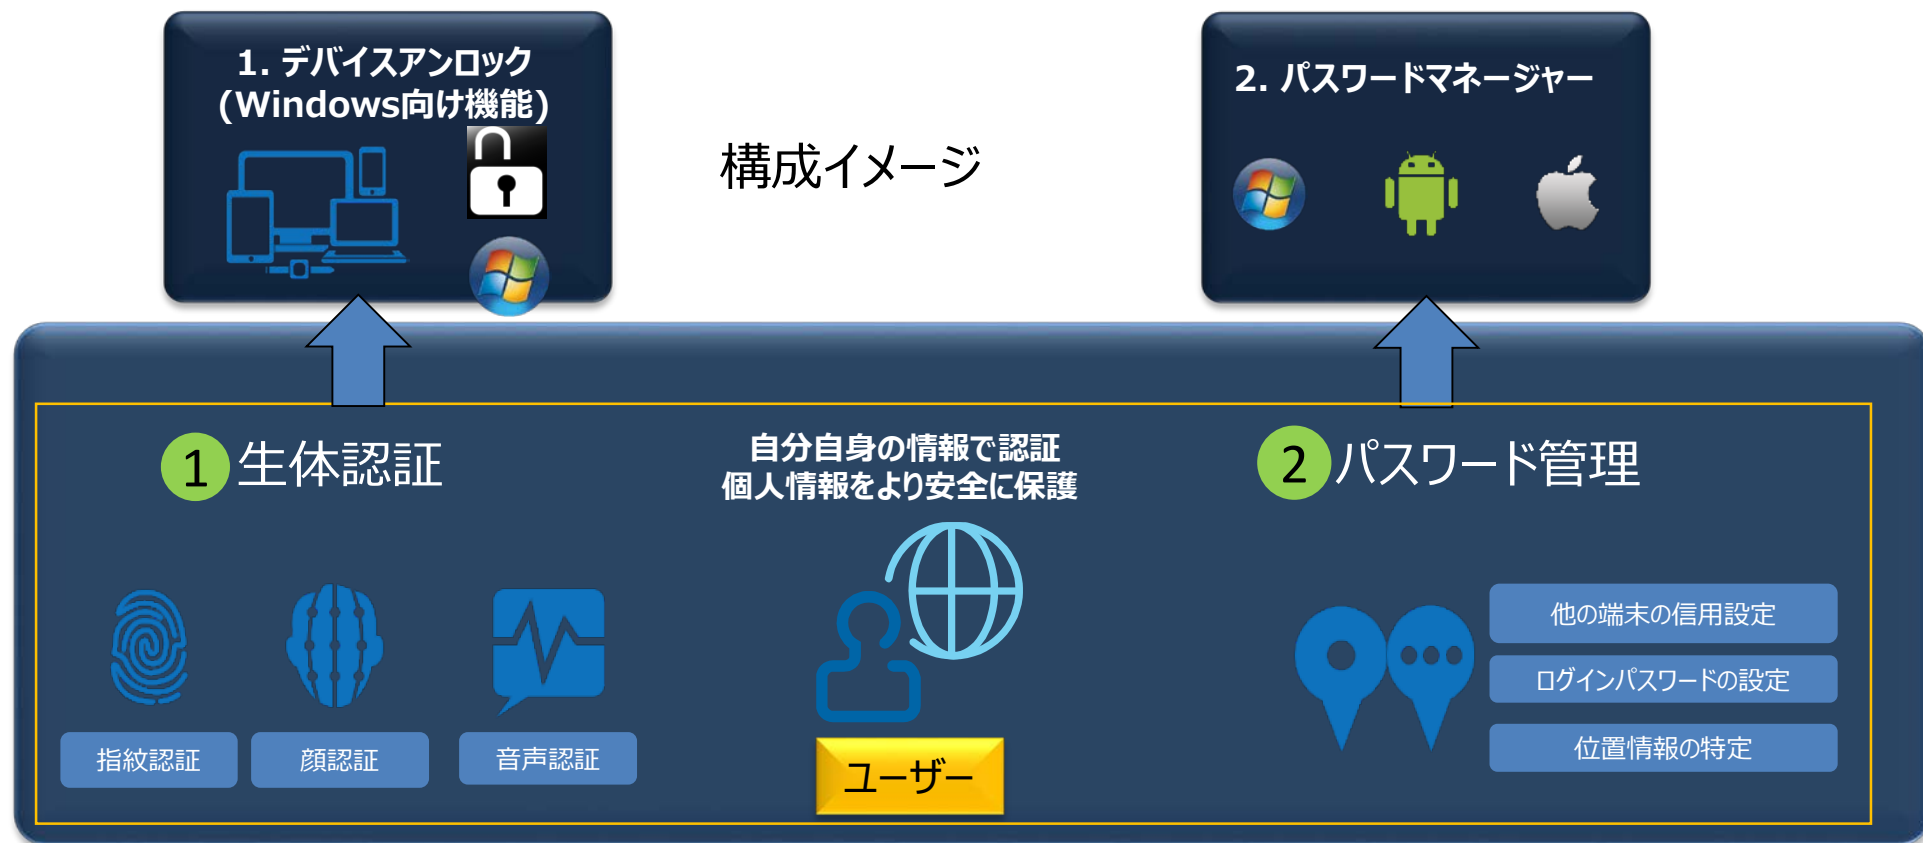 1. デバイスアンロック
(Windows向け機能)
構成イメージ
2. パスワードマネージャー
1 生体認証
自分自身の情報で認証
個人情報をより安全に保護
2 パスワード管理
指紋認証
顔認証
音声認証
ユーザー
他の端末の信用設定
ログインパスワードの設定
位置情報の特定